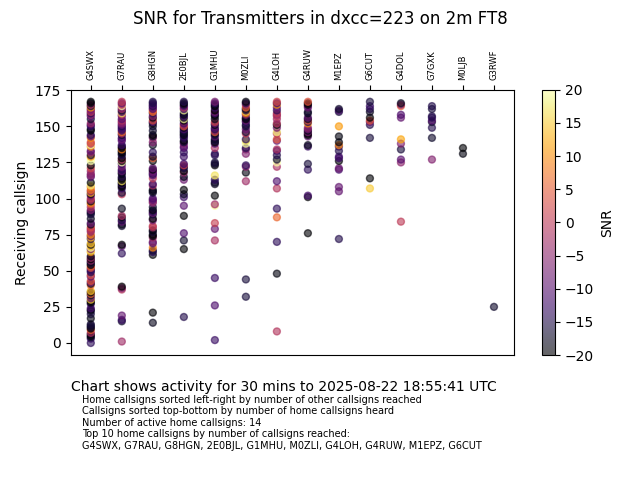 SNR for Transmitters in dxcc=223 on 2m FT8
G4SWX G7RAU G8HGN 2E0BJL G1MHU M0ZLI G4LOH G4RUW M1EPZ G6CUT G4DOL G7GXK M0LJB G3RWF
175
150
125
100
75
50
25
0
Receiving callsign
20
15
10
5
0
−5
−10
−15
−20
SNR
Chart shows activity for 30 mins to 2025-08-22 18:55:41 UTC
Home callsigns sorted left-right by number of other callsigns reached
Callsigns sorted top-bottom by number of home callsigns heard
Number of active home callsigns: 14
Top 10 home callsigns by number of callsigns reached:
G4SWX, G7RAU, G8HGN, 2E0BJL, G1MHU, M0ZLI, G4LOH, G4RUW, M1EPZ, G6CUT